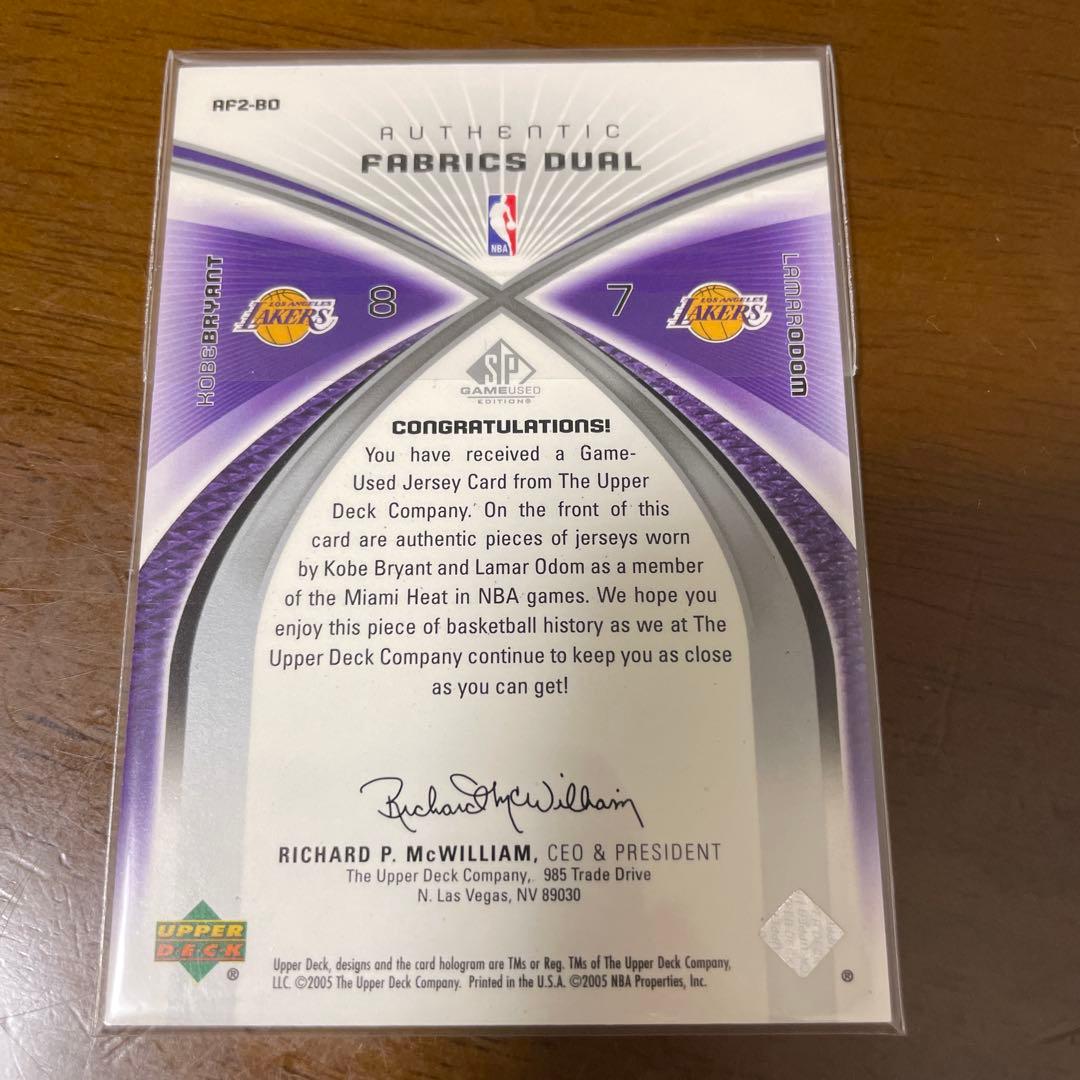 AF2-BO
AUTHENTIC
FABRICS DUAL
NBA
KOBE BRYANT
LOS ANGELES
LAKERS
8
7
LOS ANGELES
LAKERS
LAMAR ODOM
SP
GAMEUSED
EDITION®
CONGRATULATIONS!
You have received a Game-
Used Jersey Card from The Upper
Deck Company. On the front of this
card are authentic pieces of jerseys worn
by Kobe Bryant and Lamar Odom as a member
of the Miami Heat in NBA games. We hope you
enjoy this piece of basketball history as we at The
Upper Deck Company continue to keep you as close
as you can get!
Richard McWilliam
RICHARD P. McWILLIAM, CEO & PRESIDENT
The Upper Deck Company, 985 Trade Drive
N. Las Vegas, NV 89030
UPPER
D·E·C·K
®
Upper Deck, designs and the card hologram are TMs or Reg. TMs of The Upper Deck Company,
LLC. ©2005 The Upper Deck Company. Printed in the U.S.A. ©2005 NBA Properties, Inc.
®